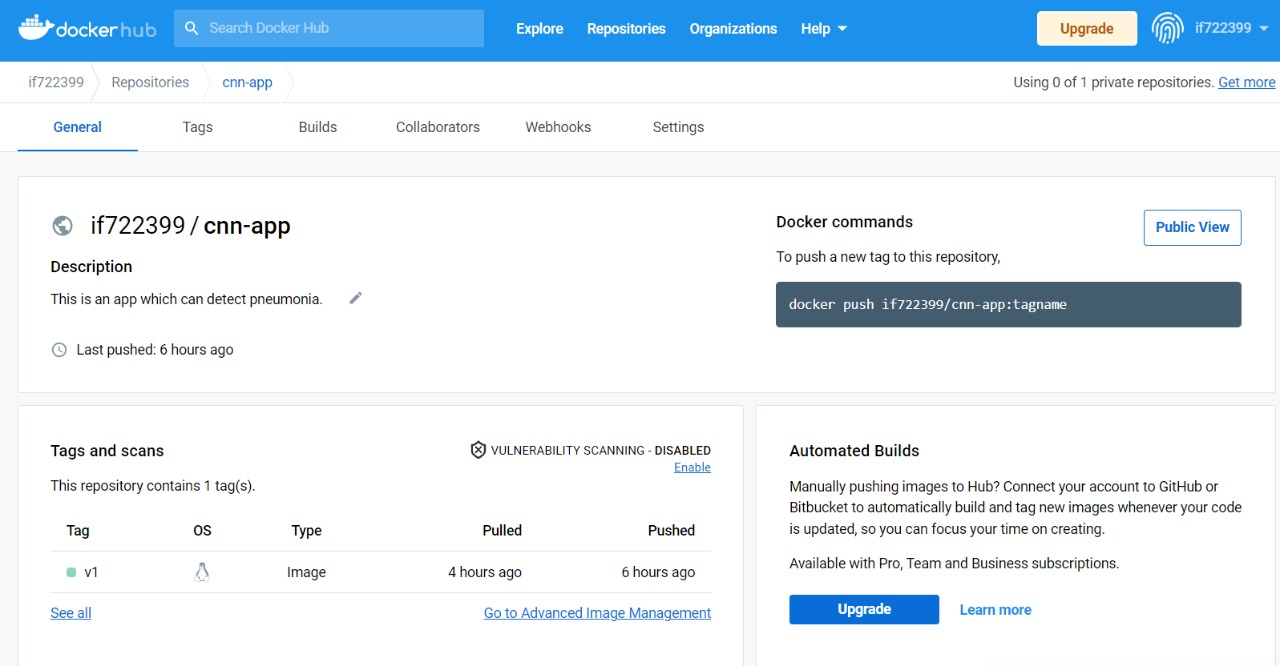 docker hub
Search Docker Hub
Explore
Repositories
Organizations
Help
Upgrade
if722399
if722399
Repositories
cnn-app
Using 0 of 1 private repositories. Get more
General
Tags
Builds
Collaborators
Webhooks
Settings
if722399 / cnn-app
Description
This is an app which can detect pneumonia.
Last pushed: 6 hours ago
Docker commands
Public View
To push a new tag to this repository,
docker push if722399/cnn-app:tagname
Tags and scans
VULNERABILITY SCANNING - DISABLED
Enable
This repository contains 1 tag(s).
Tag OS Type Pulled Pushed
v1 Image 4 hours ago 6 hours ago
See all
Go to Advanced Image Management
Automated Builds
Manually pushing images to Hub? Connect your account to GitHub or
Bitbucket to automatically build and tag new images whenever your code
is updated, so you can focus your time on creating.
Available with Pro, Team and Business subscriptions.
Upgrade
Learn more